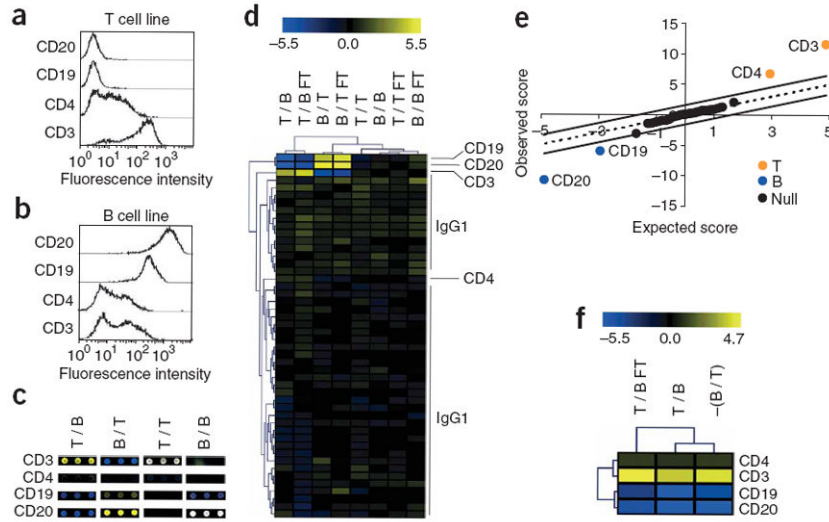 a
T cell line
CD20
CD19
CD4
CD3
10⁰ 10¹ 10² 10³
Fluorescence intensity
b
B cell line
CD20
CD19
CD4
CD3
10⁰ 10¹ 10² 10³
Fluorescence intensity
c
T / B
B / T
T / T
B / B
CD3
CD4
CD19
CD20
d
−5.5 0.0 5.5
T / B
T / B FT
B / T
B / T FT
T / T
B / B
T / T FT
B / B FT
CD19
CD20
CD3
IgG1
CD4
IgG1
e
Observed score
15
10
5
−5 −3 −1 1 3 5
−5
−10
−15
CD3
CD4
CD19
CD20
T
B
Null
Expected score
f
−5.5 0.0 4.7
T / B FT
T / B
−(B / T)
CD4
CD3
CD19
CD20